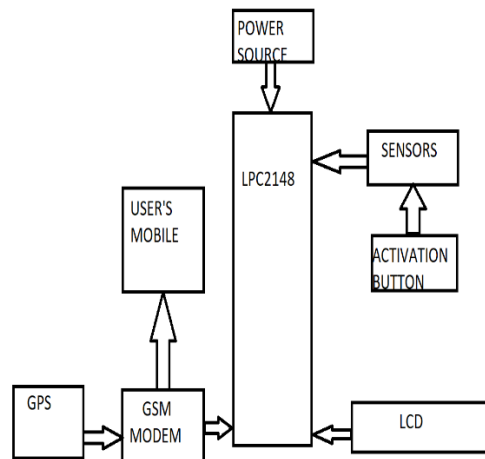 POWER
SOURCE
SENSORS
LPC2148
USER'S
MOBILE
ACTIVATION
BUTTON
GPS
GSM
MODEM
LCD